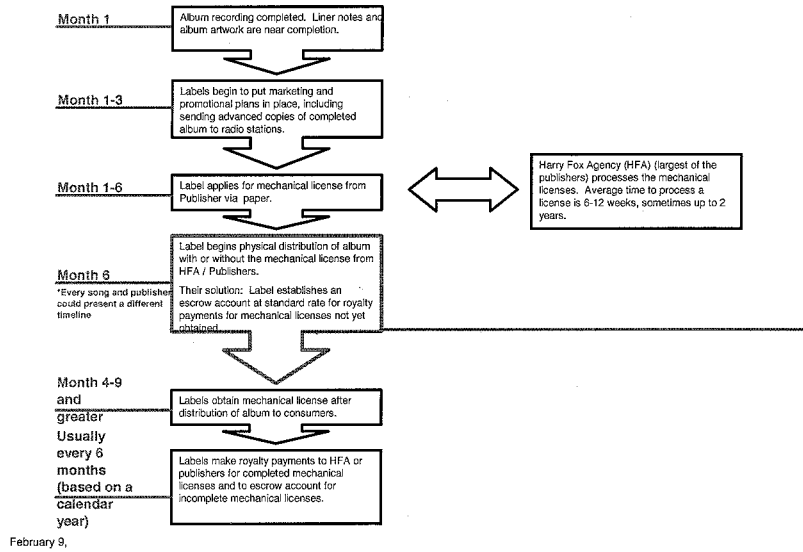 Month 1
Album recording completed. Liner notes and
album artwork are near completion.
Month 1-3
Labels begin to put marketing and
promotional plans in place, including
sending advanced copies of completed
album to radio stations.
Month 1-6
Label applies for mechanical license from
Publisher via paper.
Harry Fox Agency (HFA) (largest of the
publishers) processes the mechanical
licenses. Average time to process a
license is 6-12 weeks, sometimes up to 2
years.
Month 6
*Every song and publisher
could present a different
timeline
Label begins physical distribution of album
with or without the mechanical license from
HFA / Publishers.
Their solution: Label establishes an
escrow account at standard rate for royalty
payments for mechanical licenses not yet
obtained
Month 4-9
and
greater
Labels obtain mechanical license after
distribution of album to consumers.
Usually
every 6
months
(based on a
calendar
year)
Labels make royalty payments to HFA or
publishers for completed mechanical
licenses and to escrow account for
incomplete mechanical licenses.
February 9,